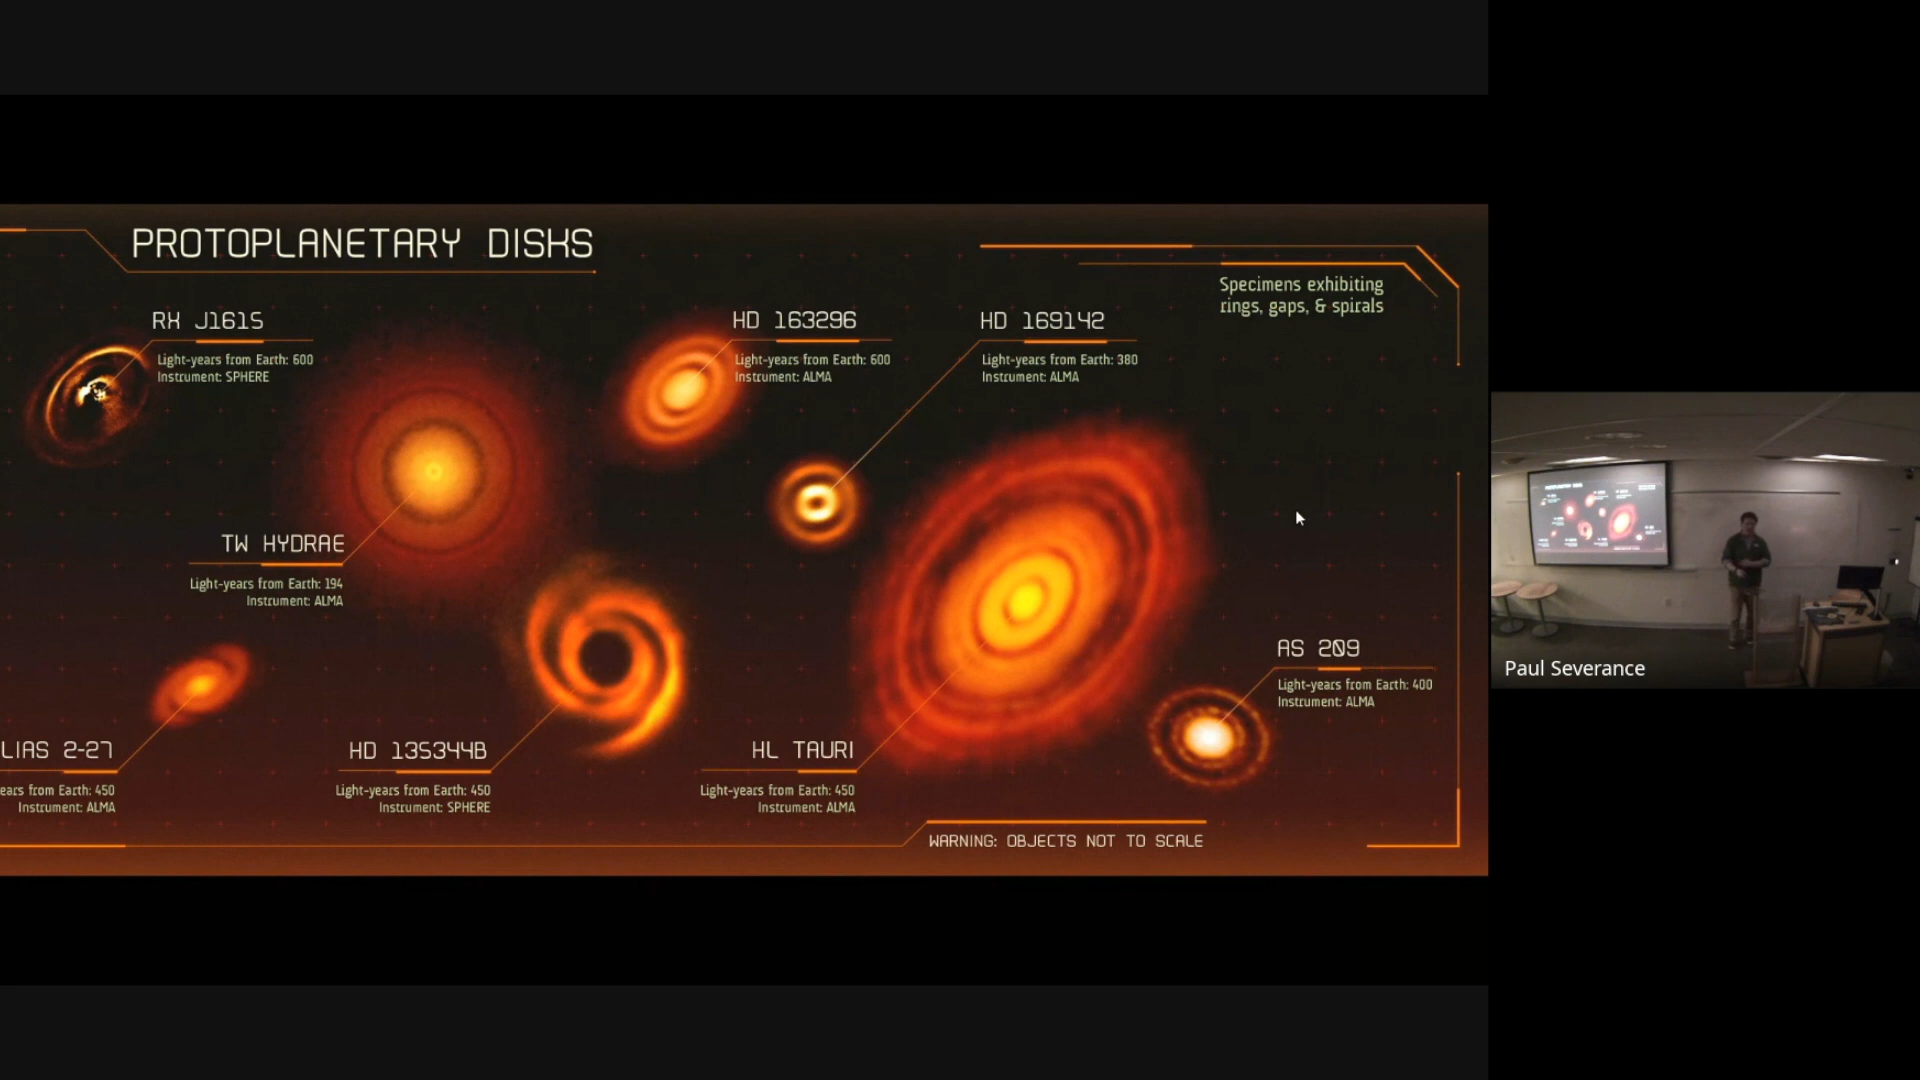 PROTOPLANETARY DISKS
Specimens exhibiting
rings, gaps, & spirals
RX J1615
Light-years from Earth: 600
Instrument: SPHERE
HD 163296
Light-years from Earth: 600
Instrument: ALMA
HD 169142
Light-years from Earth: 380
Instrument: ALMA
TW HYDRAE
Light-years from Earth: 194
Instrument: ALMA
AS 209
Light-years from Earth: 400
Instrument: ALMA
LIAS 2-27
ears from Earth: 450
Instrument: ALMA
HD 135344B
Light-years from Earth: 450
Instrument: SPHERE
HL TAURI
Light-years from Earth: 450
Instrument: ALMA
WARNING: OBJECTS NOT TO SCALE
Paul Severance